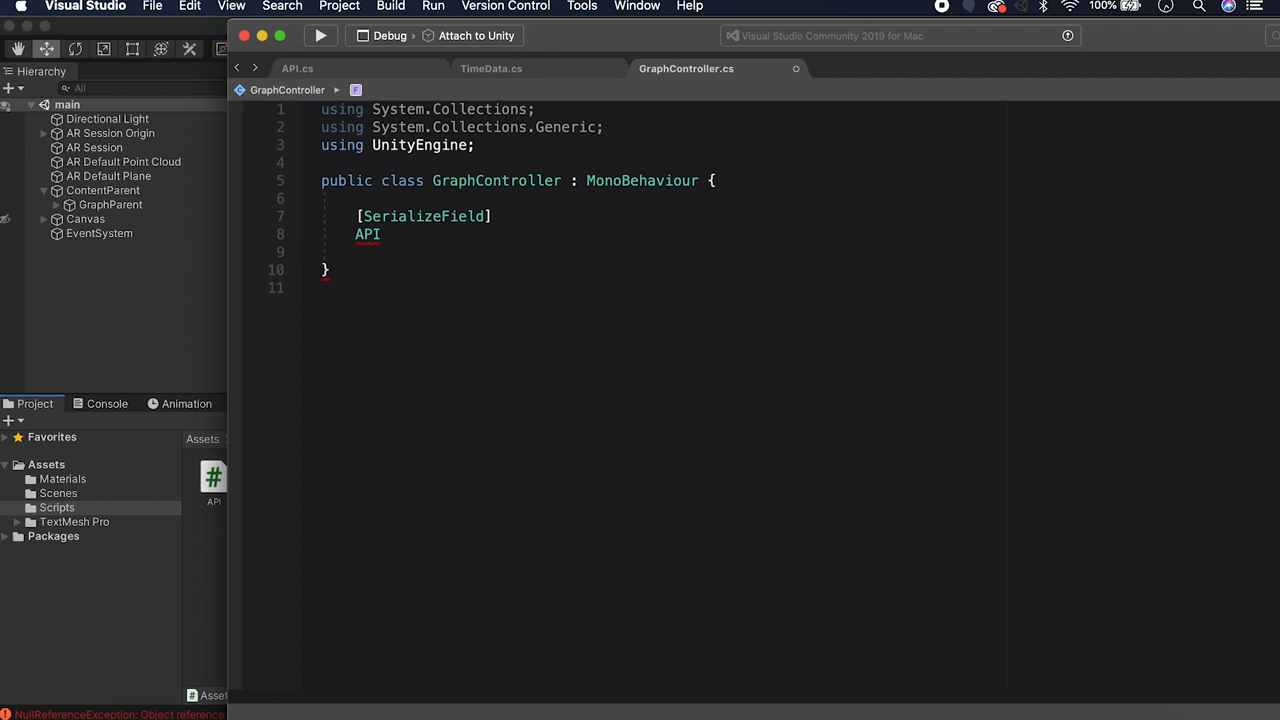 Visual Studio File Edit View Search Project Build Run Version Control Tools Window Help 100%
Debug › Attach to Unity
Visual Studio Community 2019 for Mac
Hierarchy
API.cs TimeData.cs GraphController.cs
All
GraphController
main
Directional Light
AR Session Origin
AR Session
AR Default Point Cloud
AR Default Plane
ContentParent
GraphParent
Canvas
EventSystem
1 using System.Collections;
2 using System.Collections.Generic;
3 using UnityEngine;
4
5 public class GraphController : MonoBehaviour {
6
7 [SerializeField]
8 API
9
10 }
11
Project Console Animation
Favorites
Assets
Materials
Scenes
Scripts
TextMesh Pro
Packages
Assets
#
API
Asset
NullReferenceException: Object reference